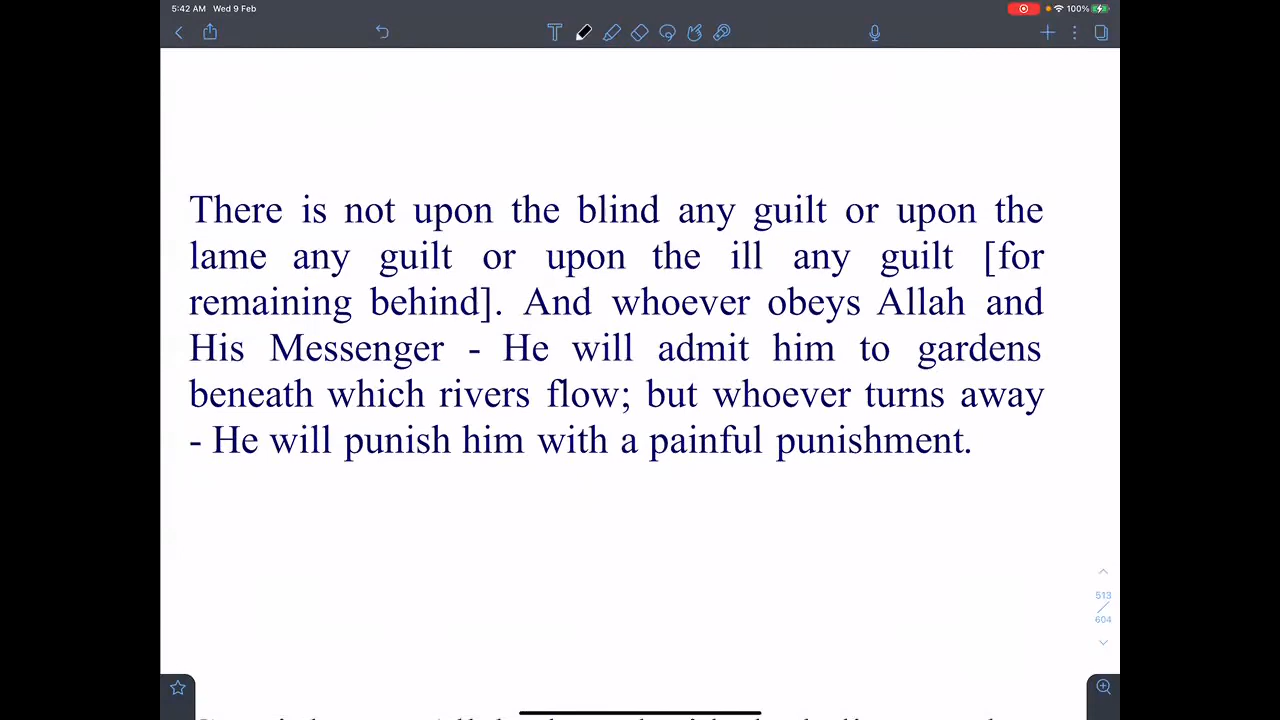 5:42 AM Wed 9 Feb
100%
T
There is not upon the blind any guilt or upon the
lame any guilt or upon the ill any guilt [for
remaining behind]. And whoever obeys Allah and
His Messenger - He will admit him to gardens
beneath which rivers flow; but whoever turns away
- He will punish him with a painful punishment.
513
604